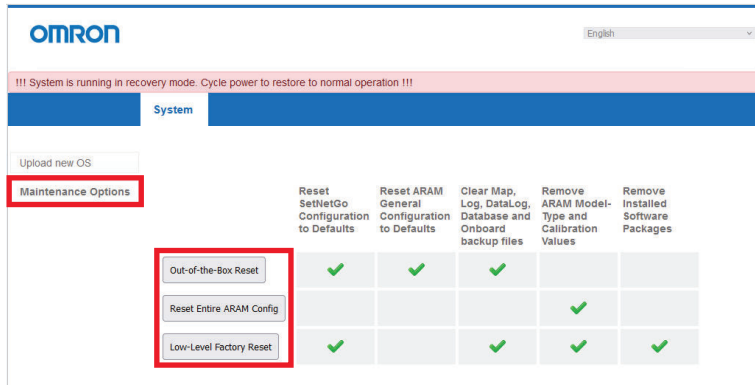 OMRON
English
!!! System is running in recovery mode. Cycle power to restore to normal operation !!!
System
Upload new OS
Maintenance Options
Reset
SetNetGo
Configuration
to Defaults
Reset ARAM
General
Configuration
to Defaults
Clear Map,
Log, DataLog,
Database and
Onboard
backup files
Remove
ARAM Model-
Type and
Calibration
Values
Remove
Installed
Software
Packages
Out-of-the-Box Reset
Reset Entire ARAM Config
Low-Level Factory Reset